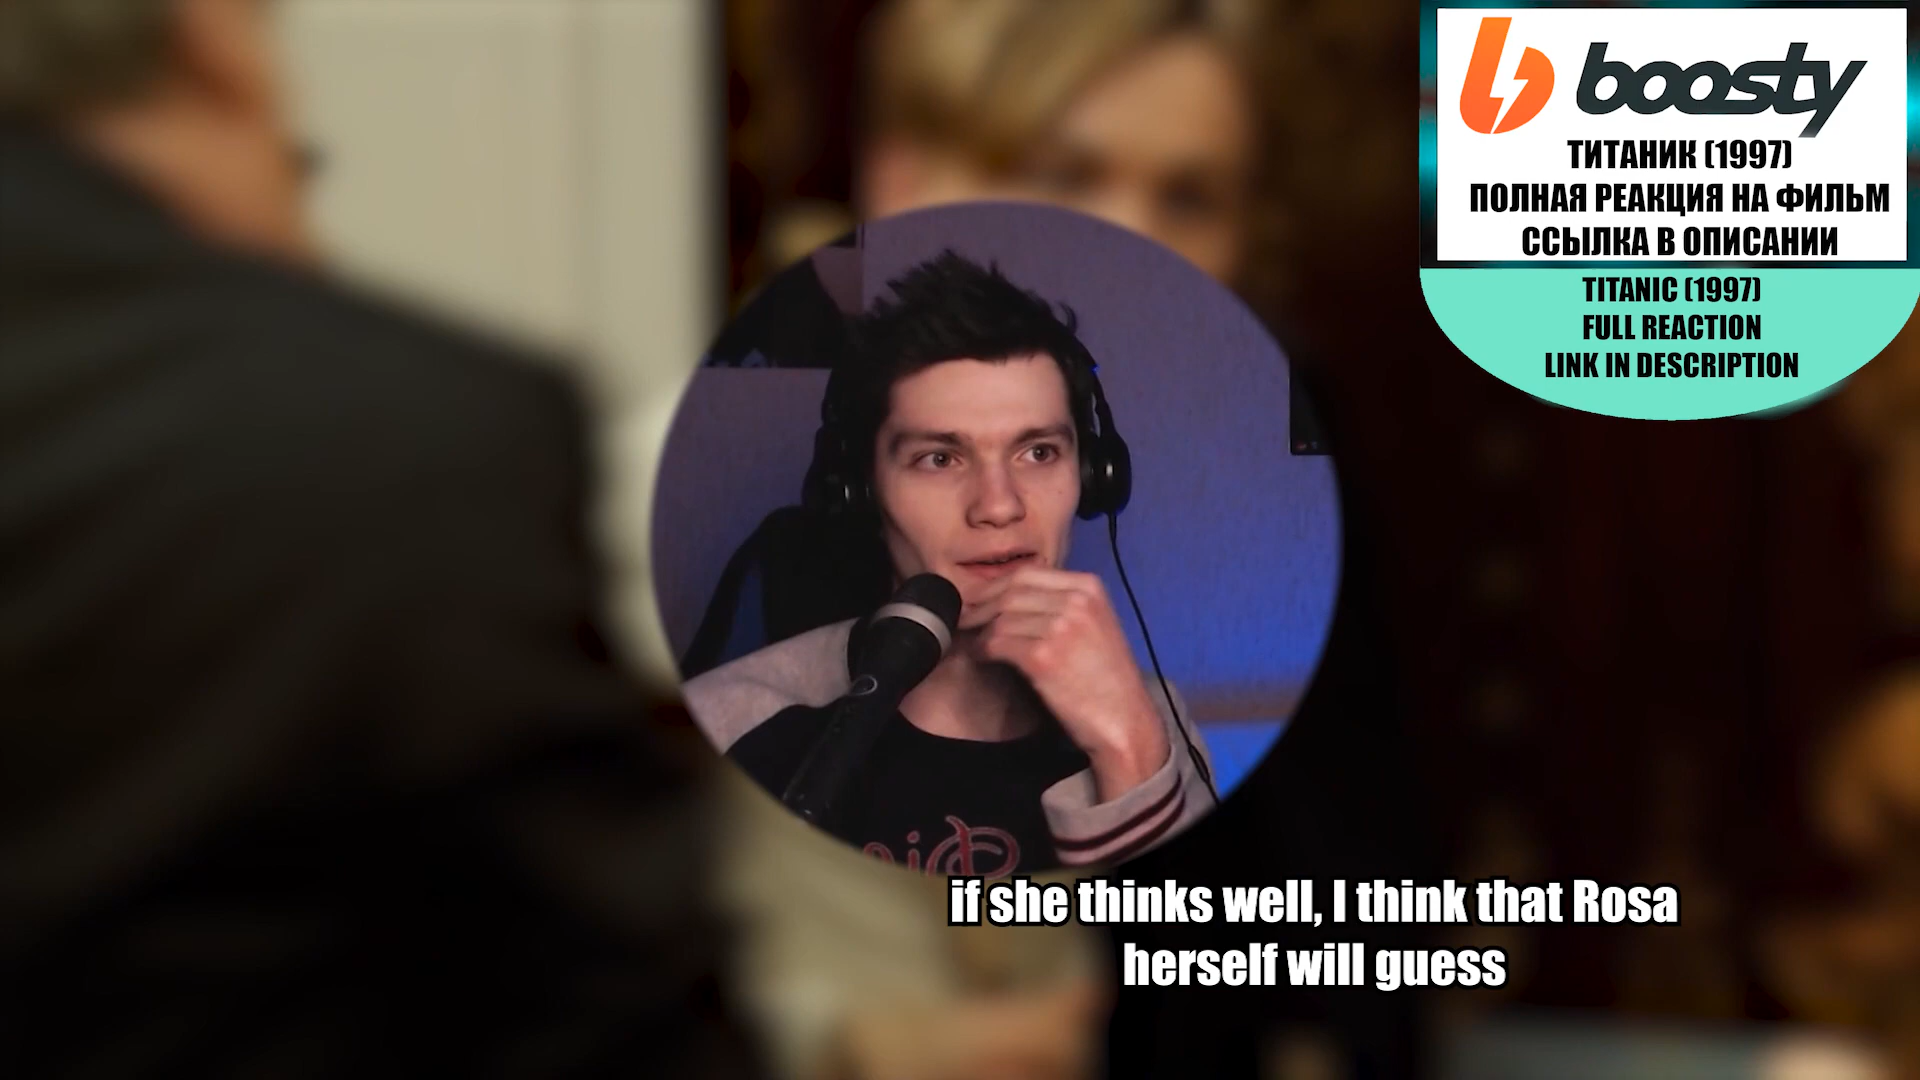 boosty
ТИТАНИК (1997)
ПОЛНАЯ РЕАКЦИЯ НА ФИЛЬМ
ССЫЛКА В ОПИСАНИИ
TITANIC (1997)
FULL REACTION
LINK IN DESCRIPTION
if she thinks well, I think that Rosa
herself will guess